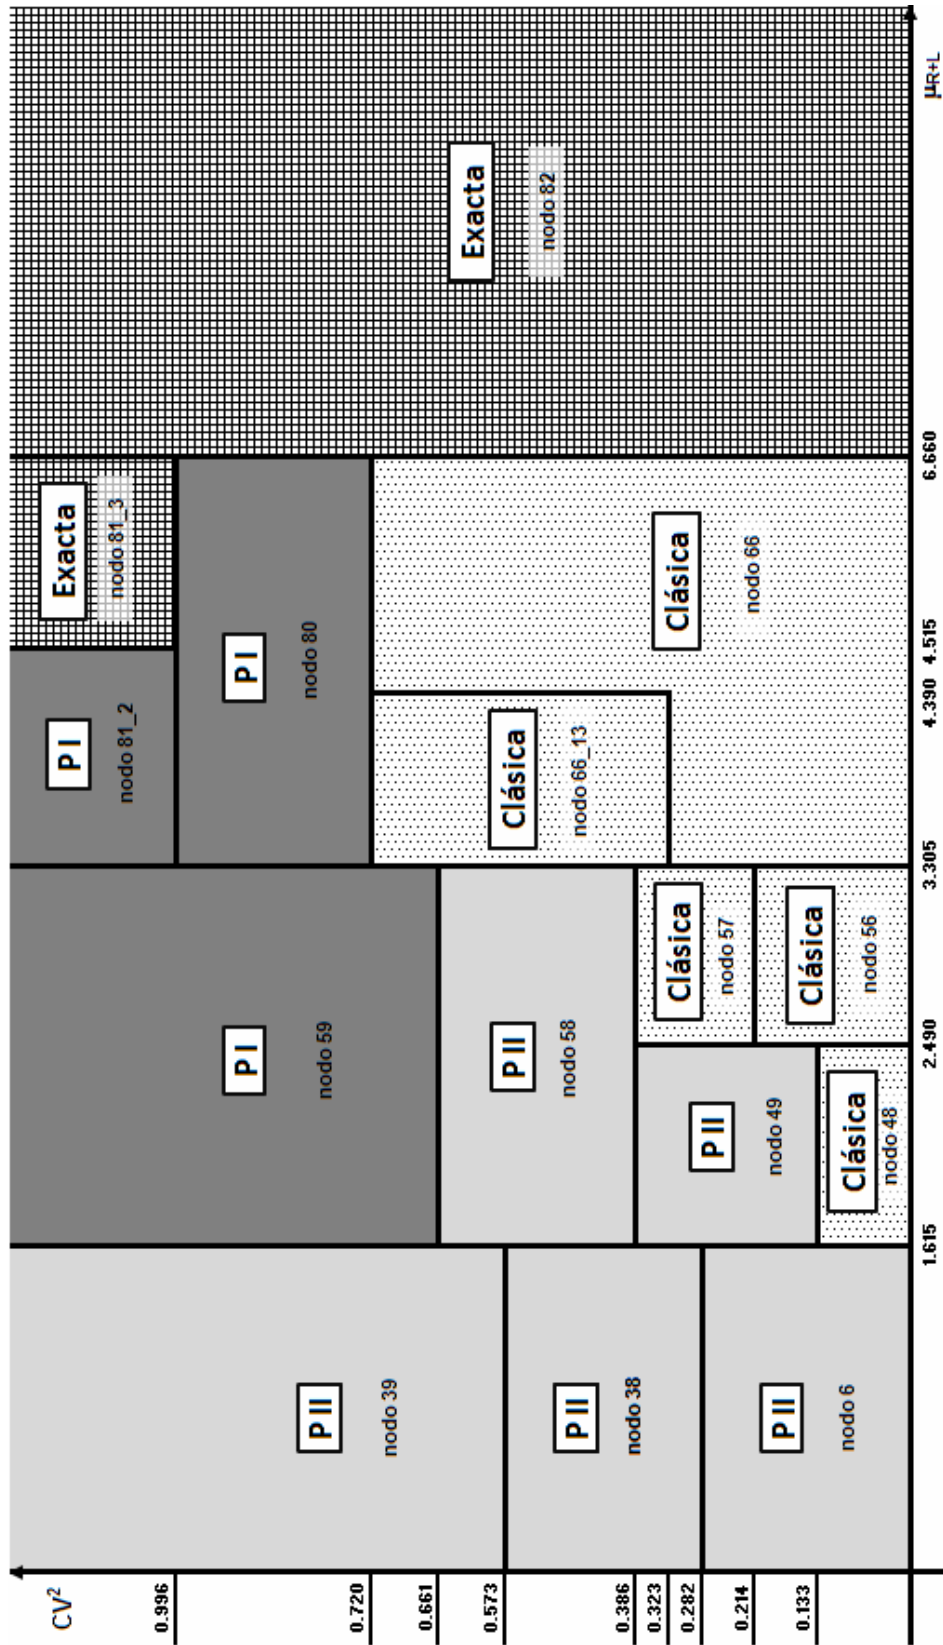 CV²
0.996
0.720
0.661
0.573
0.386
0.323
0.282
0.214
0.133
P II
nodo 39
P II
nodo 38
P II
nodo 6
P I
nodo 59
P II
nodo 58
P II
nodo 49
Clásica
nodo 48
Clásica
nodo 57
Clásica
nodo 56
P I
nodo 81_2
Exacta
nodo 81_3
P I
nodo 80
Clásica
nodo 66_13
Clásica
nodo 66
Exacta
nodo 82
1.615
2.490
3.305
4.390
4.515
6.660
μR+L